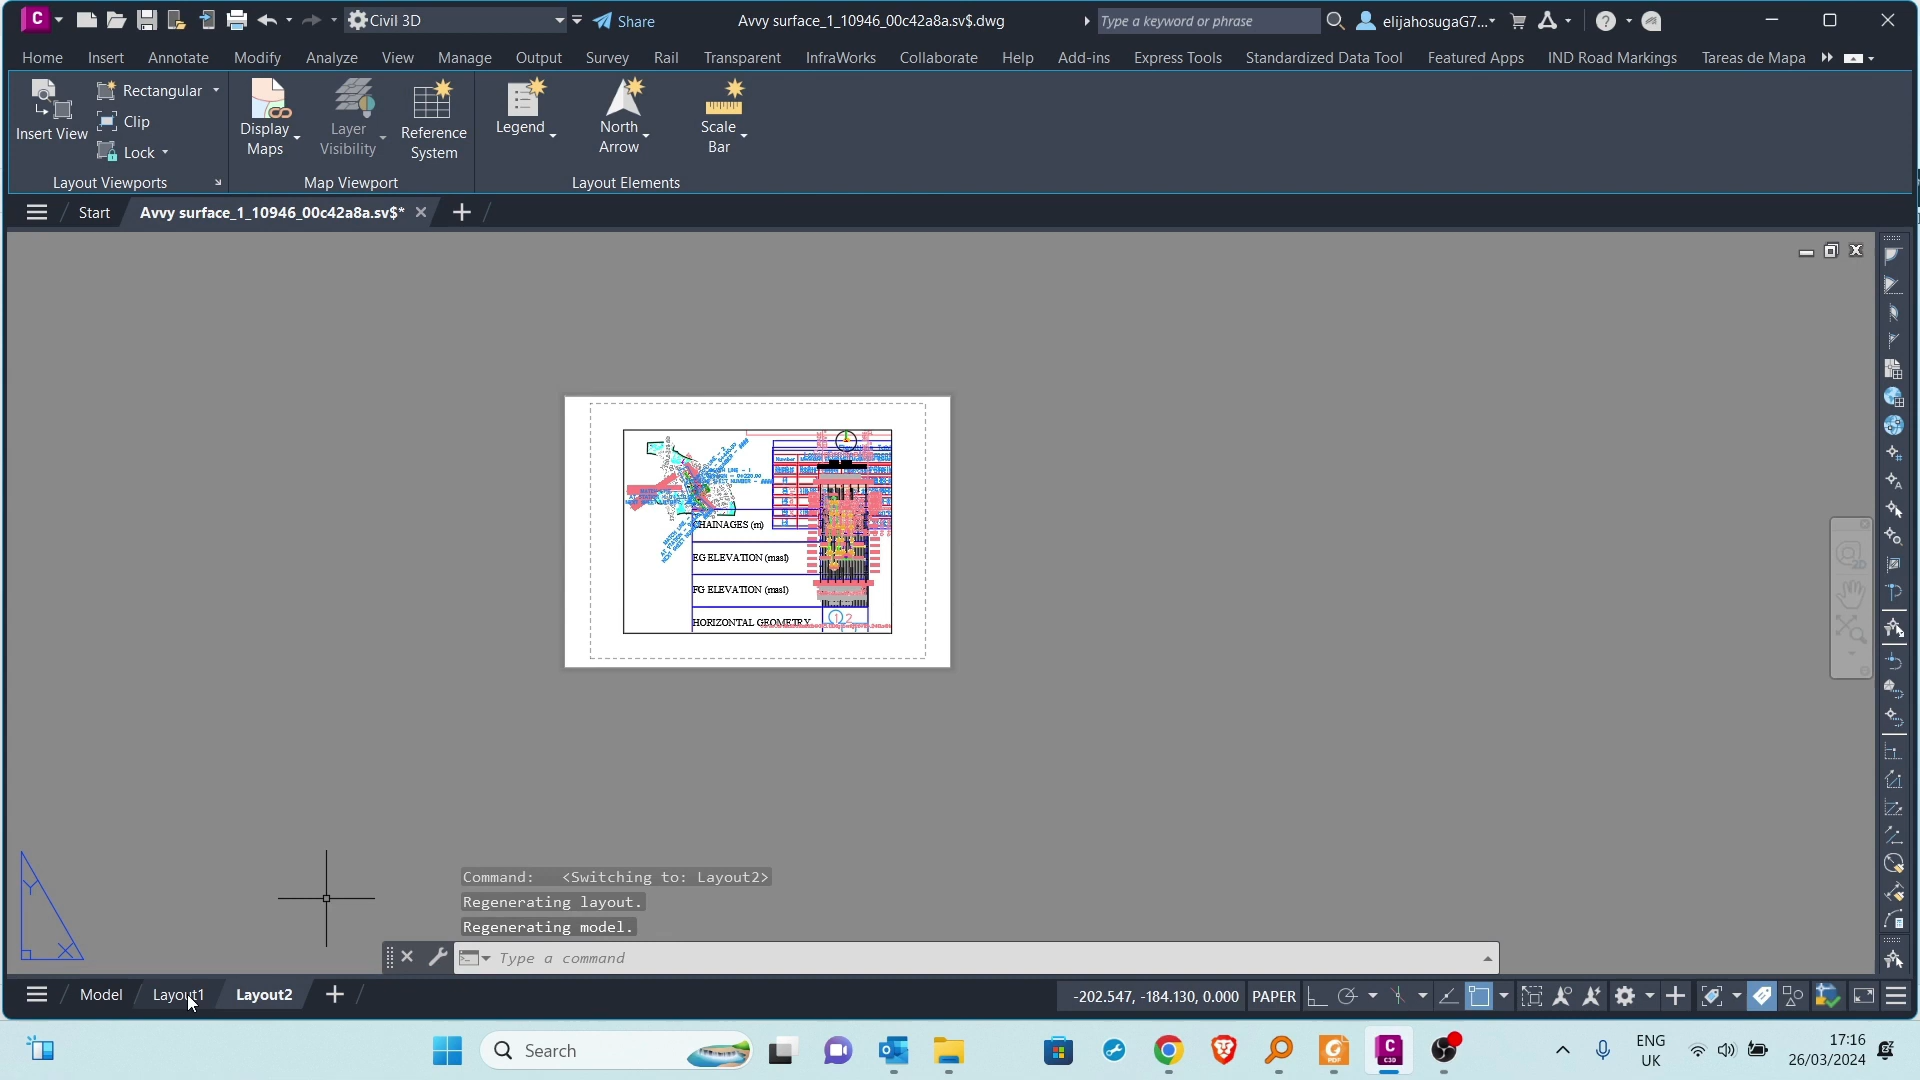 C Civil 3D Share Avvy surface_1_10946_00c42a8a.sv$.dwg Type a keyword or phrase elijahosugaG7...
Home Insert Annotate Modify Analyze View Manage Output Survey Rail Transparent InfraWorks Collaborate Help Add-ins Express Tools Standardized Data Tool Featured Apps IND Road Markings Tareas de Mapa
Insert View
Rectangular
Clip
Lock
Layout Viewports
Display Maps
Layer Visibility
Reference System
Map Viewport
Legend
North Arrow
Scale Bar
Layout Elements
Start Avvy surface_1_10946_00c42a8a.sv$*
CHAINAGES (m)
EG ELEVATION (masl)
FG ELEVATION (masl)
HORIZONTAL GEOMETRY
1 2
2D
Y
X
Command: <Switching to: Layout2>
Regenerating layout.
Regenerating model.
Type a command
Model Layout1 Layout2
-202.547, -184.130, 0.000 PAPER
Search
ENG
UK
17:16
26/03/2024